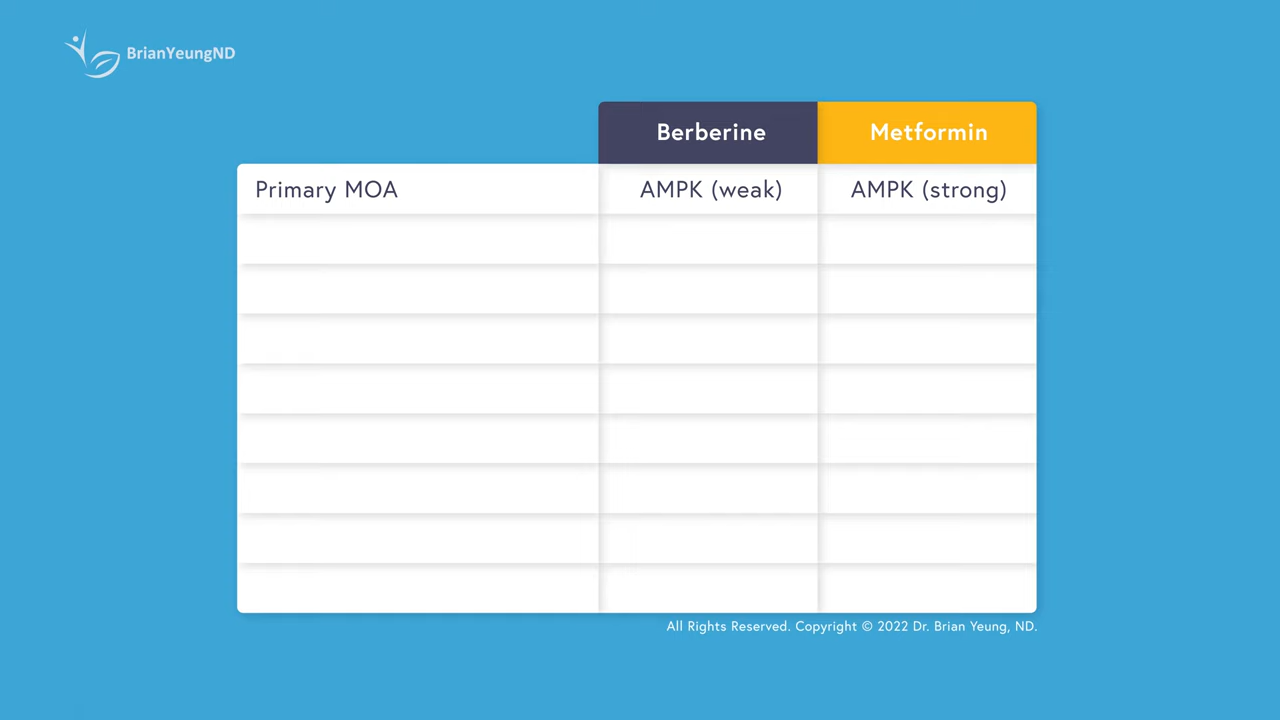 BrianYeungND
Berberine Metformin
Primary MOA AMPK (weak) AMPK (strong)
All Rights Reserved. Copyright © 2022 Dr. Brian Yeung, ND.